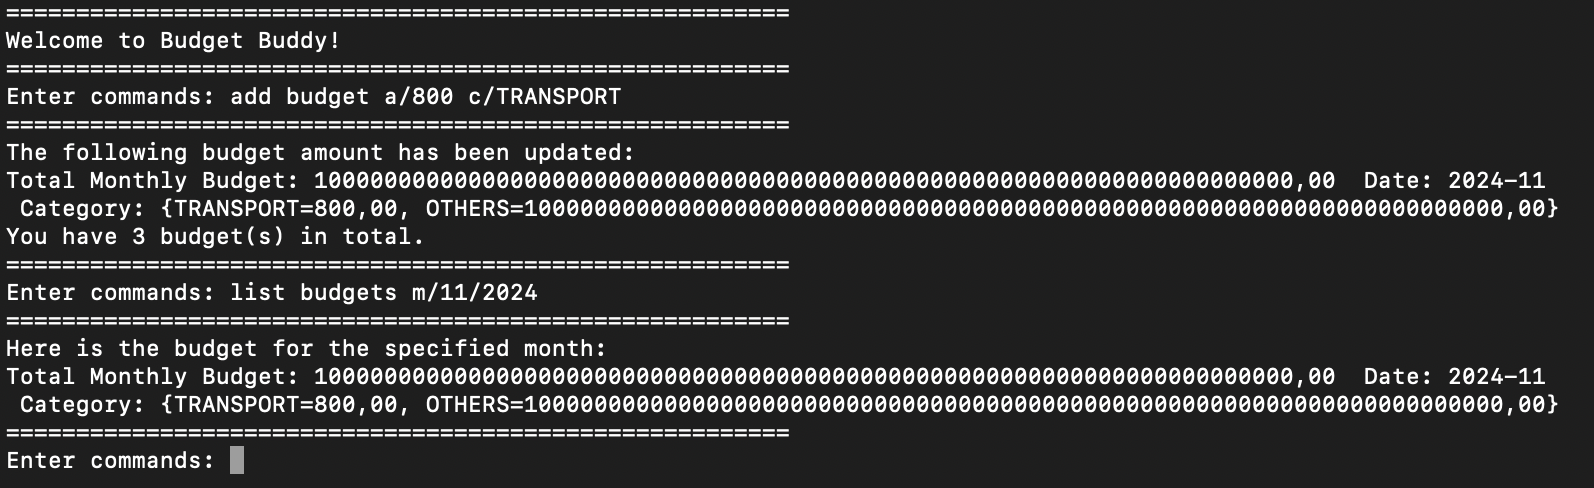 ========================================================
Welcome to Budget Buddy!
========================================================
Enter commands: add budget a/800 c/TRANSPORT
========================================================
The following budget amount has been updated:
Total Monthly Budget: 1000000000000000000000000000000000000000000000000000000000000000000000,00  Date: 2024-11
 Category: {TRANSPORT=800,00, OTHERS=1000000000000000000000000000000000000000000000000000000000000000000000,00}
You have 3 budget(s) in total.
========================================================
Enter commands: list budgets m/11/2024
========================================================
Here is the budget for the specified month:
Total Monthly Budget: 1000000000000000000000000000000000000000000000000000000000000000000000,00  Date: 2024-11
 Category: {TRANSPORT=800,00, OTHERS=1000000000000000000000000000000000000000000000000000000000000000000000,00}
========================================================
Enter commands: